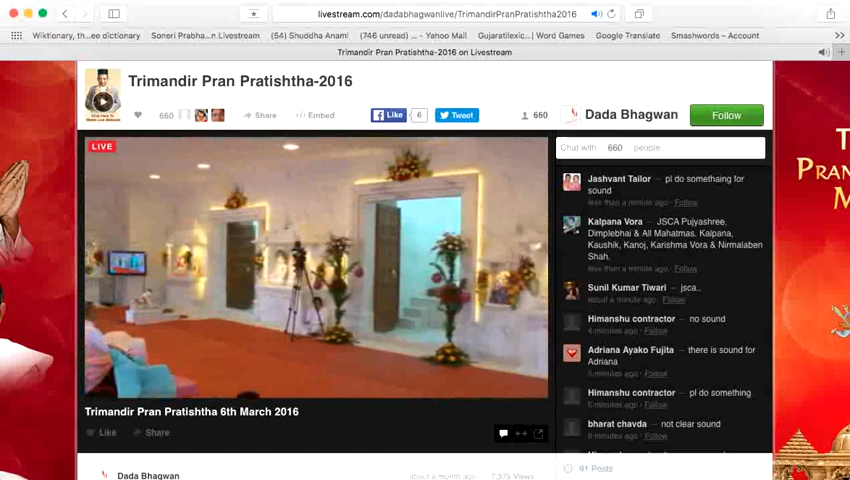 livestream.com/dadabhagwanlive/TrimandirPranPratishtha2016
Wiktionary, th...ee dictionary
Soneri Prabha...n Livestream
(54) Shuddha Anami
(746 unread) ... - Yahoo Mail
Gujaratilexic...| Word Games
Google Translate
Smashwords – Account
Trimandir Pran Pratishtha-2016 on Livestream
Trimandir Pran Pratishtha-2016
660
Share
Embed
Like
6
Tweet
660
Dada Bhagwan
Follow
LIVE
Chat with 660 people.
Jashvant Tailor – pl do somethaing for
sound
less than a minute ago · Follow
Kalpana Vora – JSCA Pujyashree,
Dimplebhai & All Mahatmas, Kalpana,
Kaushik, Kanoj, Karishma Vora & Nirmalaben
Shah.
less than a minute ago · Follow
Sunil Kumar Tiwari – jsca..
about a minute ago · Follow
Himanshu contractor – no sound
4 minutes ago · Follow
Adriana Ayako Fujita – there is sound for
Adriana
5 minutes ago · Follow
Himanshu contractor – pl do something
6 minutes ago · Follow
bharat chavda – not clear sound
6 minutes ago · Follow
Trimandir Pran Pratishtha 6th March 2016
Like
Share
91 Posts
Dada Bhagwan
about a month ago
7,975 Views